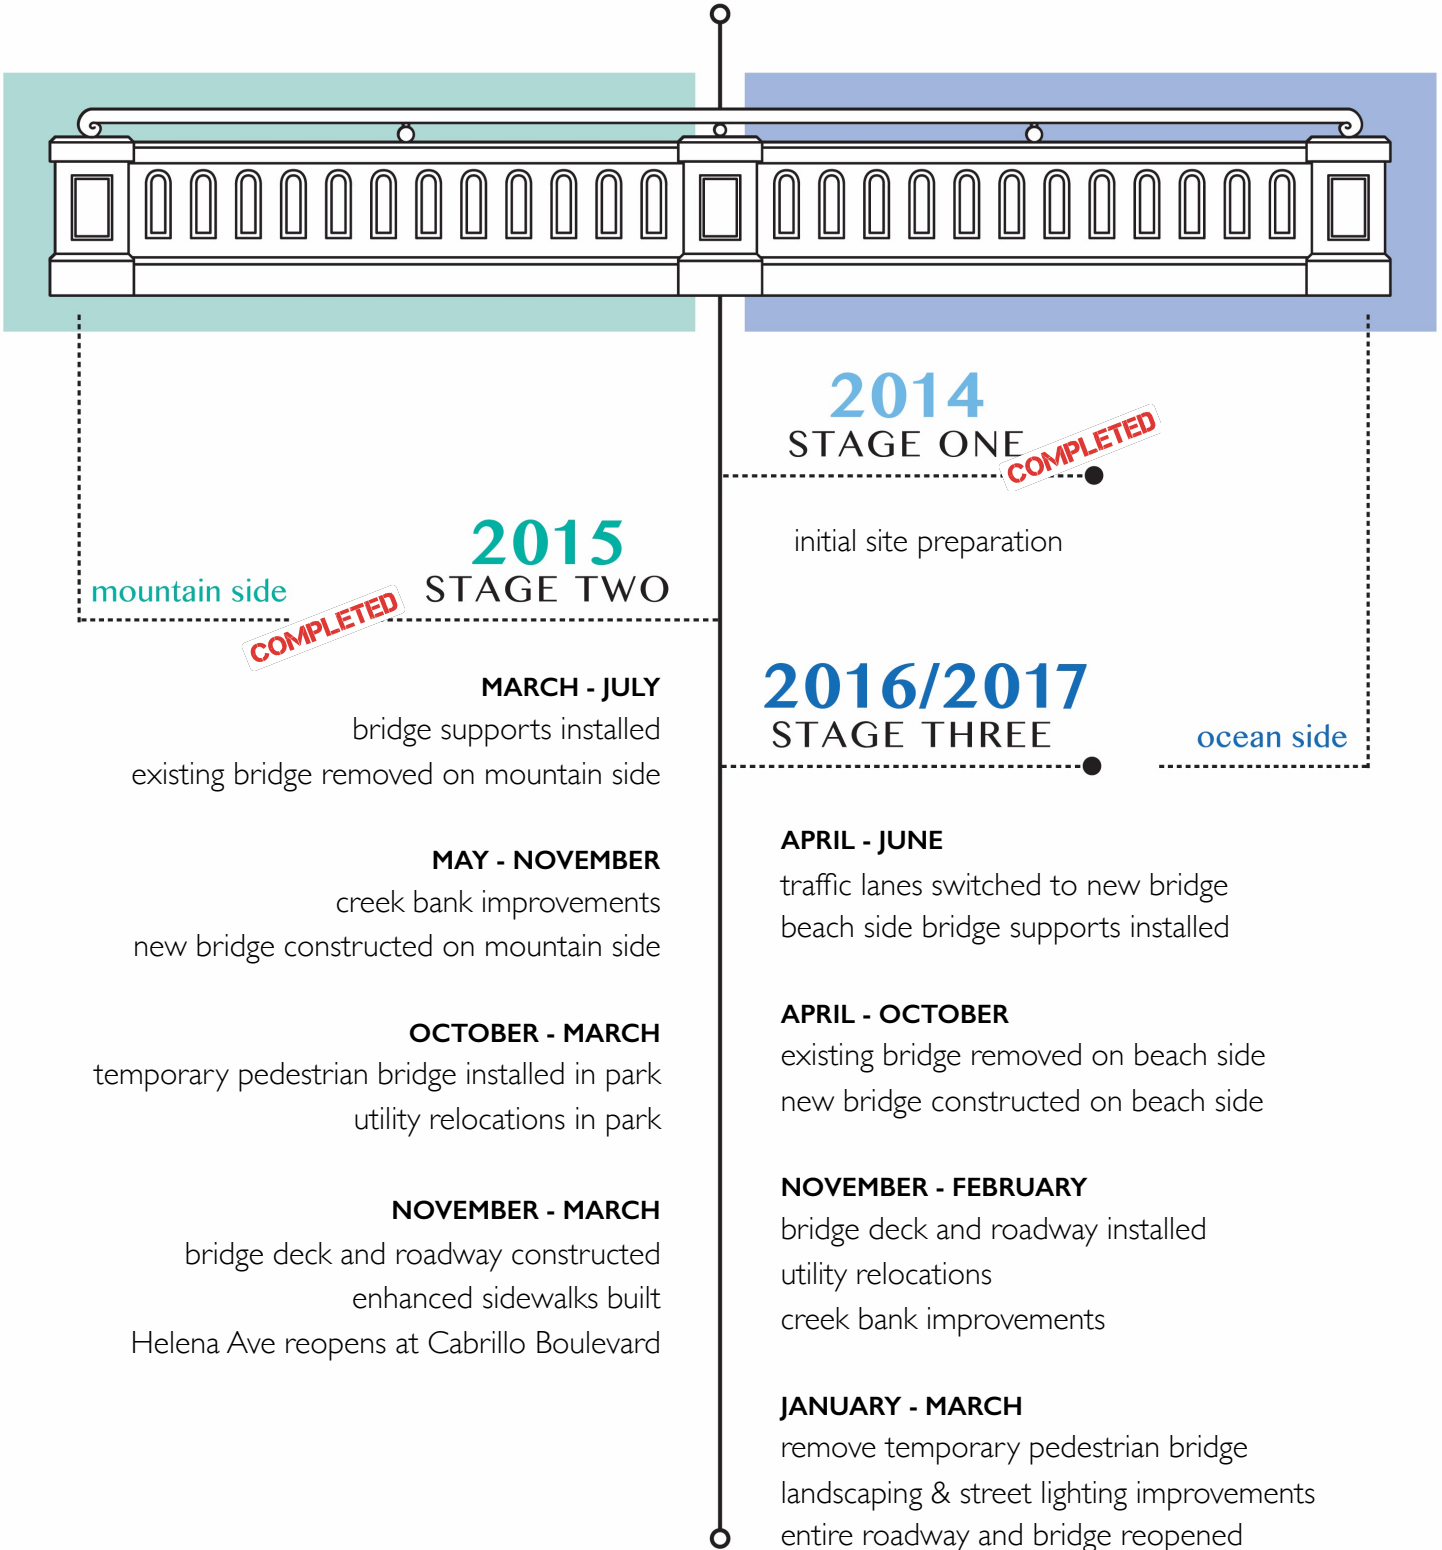 2014
STAGE ONE
COMPLETED
initial site preparation
2015
mountain side
STAGE TWO
COMPLETED
MARCH - JULY
bridge supports installed
existing bridge removed on mountain side
MAY - NOVEMBER
creek bank improvements
new bridge constructed on mountain side
OCTOBER - MARCH
temporary pedestrian bridge installed in park
utility relocations in park
NOVEMBER - MARCH
bridge deck and roadway constructed
enhanced sidewalks built
Helena Ave reopens at Cabrillo Boulevard
2016/2017
STAGE THREE
ocean side
APRIL - JUNE
traffic lanes switched to new bridge
beach side bridge supports installed
APRIL - OCTOBER
existing bridge removed on beach side
new bridge constructed on beach side
NOVEMBER - FEBRUARY
bridge deck and roadway installed
utility relocations
creek bank improvements
JANUARY - MARCH
remove temporary pedestrian bridge
landscaping & street lighting improvements
entire roadway and bridge reopened